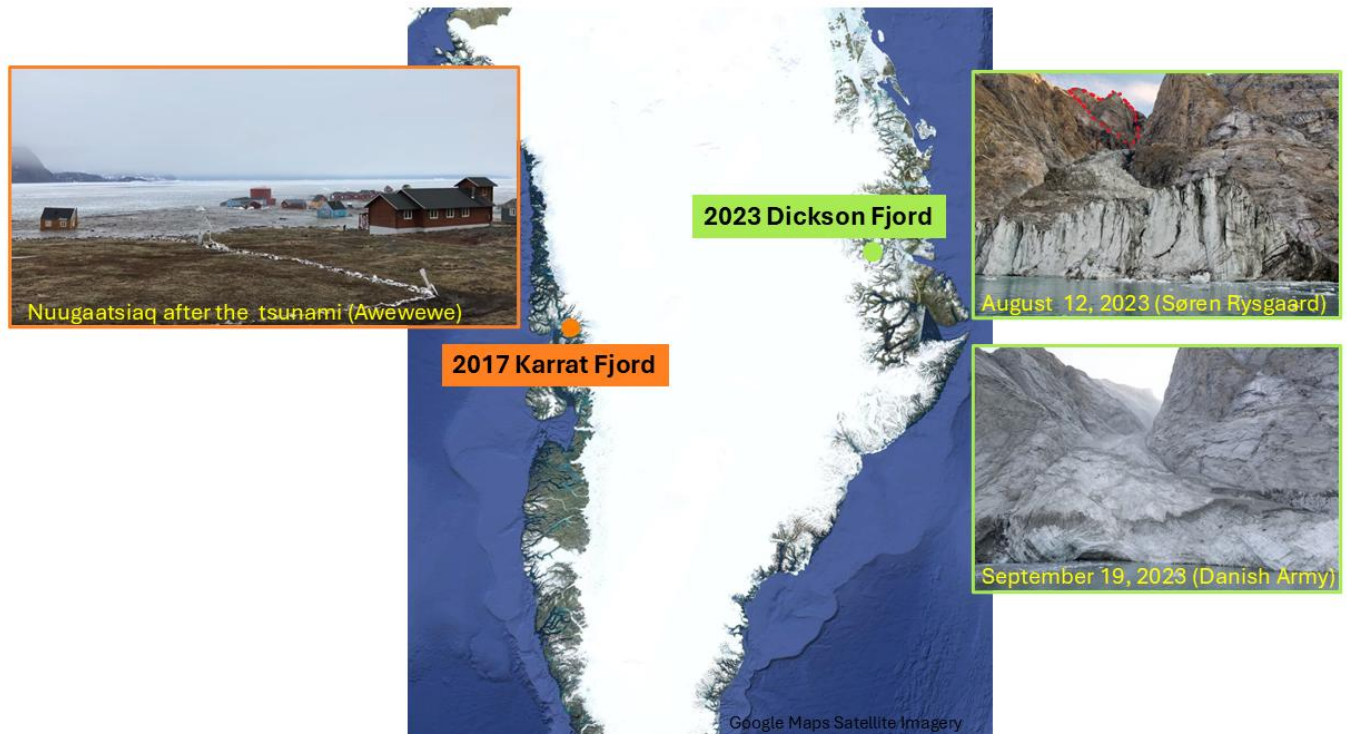 2023 Dickson Fjord
Nuugaatsiaq after the tsunami (Awewewe)
August 12, 2023 (Søren Rysgaard)
2017 Karrat Fjord
September 19, 2023 (Danish Army)
Google Maps Satellite Imagery